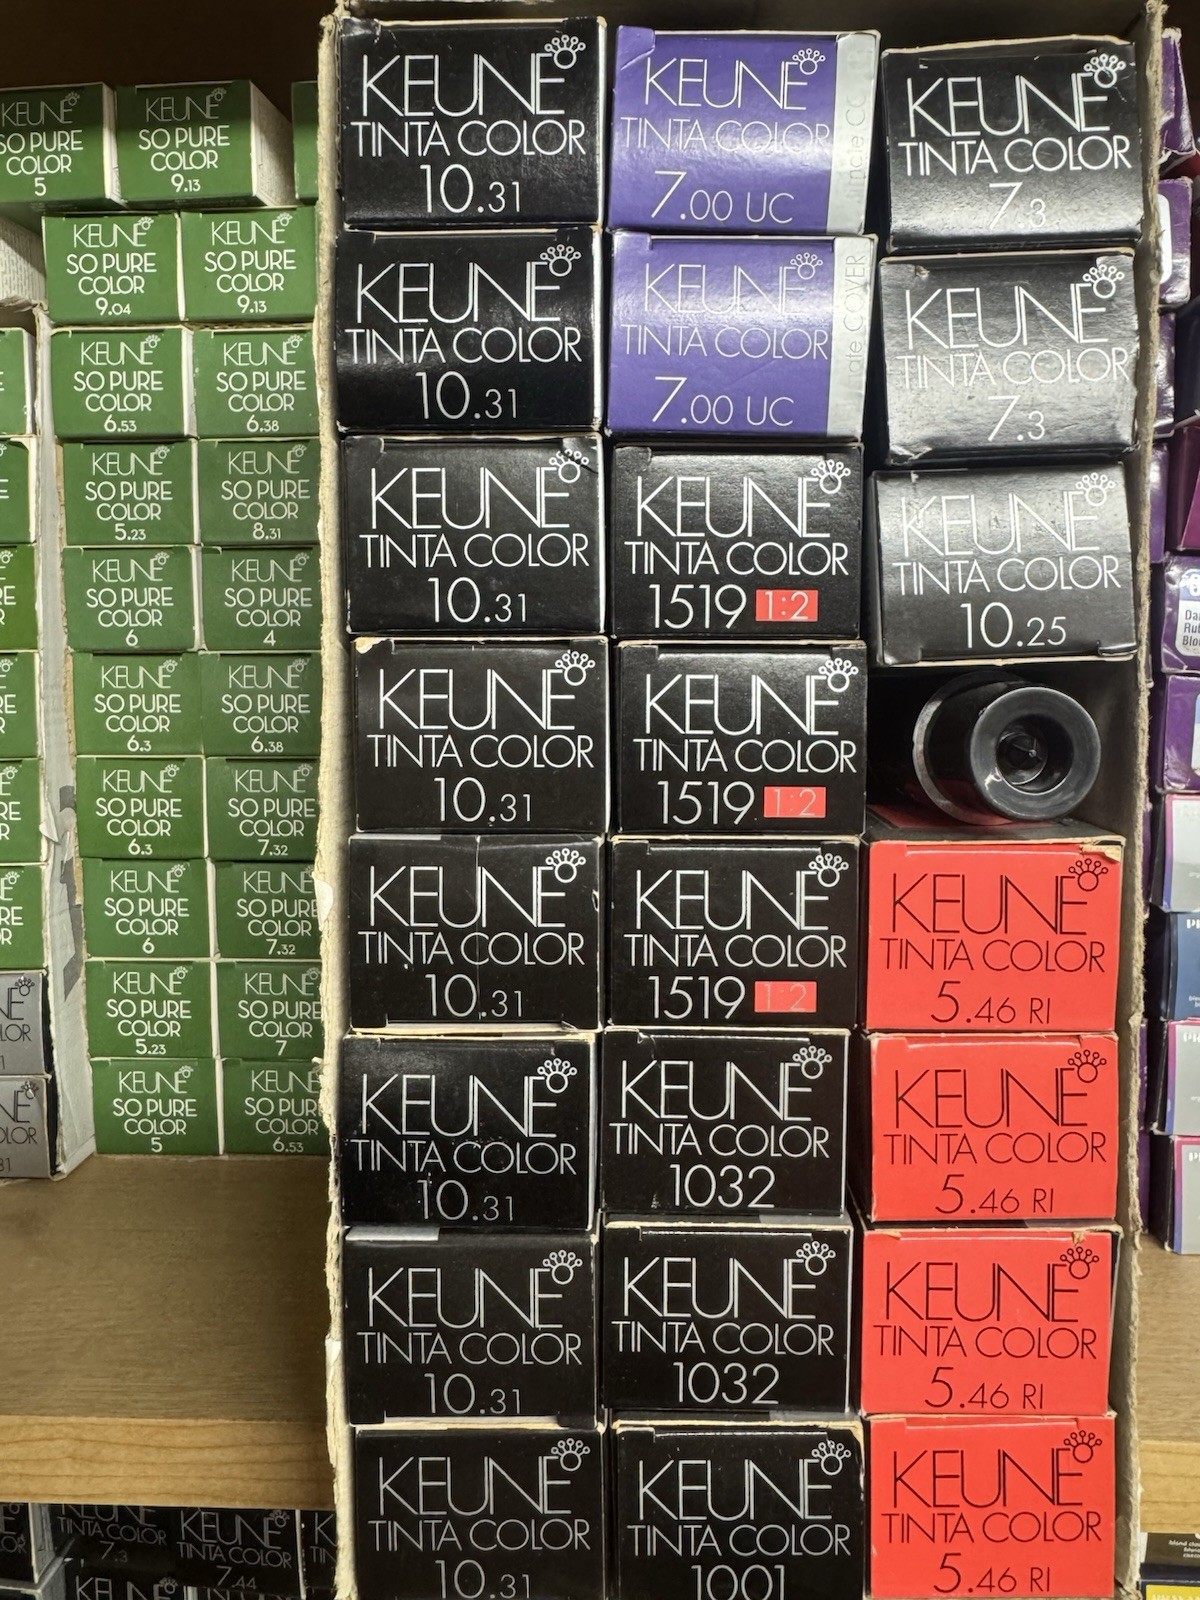 KEUNE
SO PURE
COLOR
5
KEUNE
SO PURE
COLOR
9.13
KEUNE
SO PURE
COLOR
9.04
KEUNE
SO PURE
COLOR
9.13
KEUNE
SO PURE
COLOR
6.53
KEUNE
SO PURE
COLOR
6.38
KEUNE
SO PURE
COLOR
5.23
KEUNE
SO PURE
COLOR
8.31
KEUNE
SO PURE
COLOR
6
KEUNE
SO PURE
COLOR
4
KEUNE
SO PURE
COLOR
6.3
KEUNE
SO PURE
COLOR
6.38
KEUNE
SO PURE
COLOR
6.3
KEUNE
SO PURE
COLOR
7.32
KEUNE
SO PURE
COLOR
6
KEUNE
SO PURE
COLOR
7.32
KEUNE
SO PURE
COLOR
5.23
KEUNE
SO PURE
COLOR
7
KEUNE
SO PURE
COLOR
5
KEUNE
SO PURE
COLOR
6.53
TINTA COLOR
7.3
KEUNE
TINTA COLOR
7.44
KEUNE
KEUNE
TINTA COLOR
10.31
KEUNE
TINTA COLOR
10.31
KEUNE
TINTA COLOR
10.31
KEUNE
TINTA COLOR
10.31
KEUNE
TINTA COLOR
10.31
KEUNE
TINTA COLOR
10.31
KEUNE
TINTA COLOR
10.31
KEUNE
TINTA COLOR
10.31
KEUNE
TINTA COLOR
7.00 UC
KEUNE
TINTA COLOR
7.00 UC
COVER
KEUNE
TINTA COLOR
1519 1:2
KEUNE
TINTA COLOR
1519 1:2
KEUNE
TINTA COLOR
1519 1:2
KEUNE
TINTA COLOR
1032
KEUNE
TINTA COLOR
1032
KEUNE
TINTA COLOR
1001
KEUNE
TINTA COLOR
7.3
KEUNE
TINTA COLOR
7.3
KEUNE
TINTA COLOR
10.25
KEUNE
TINTA COLOR
5.46 RI
KEUNE
TINTA COLOR
5.46 RI
KEUNE
TINTA COLOR
5.46 RI
KEUNE
TINTA COLOR
5.46 RI